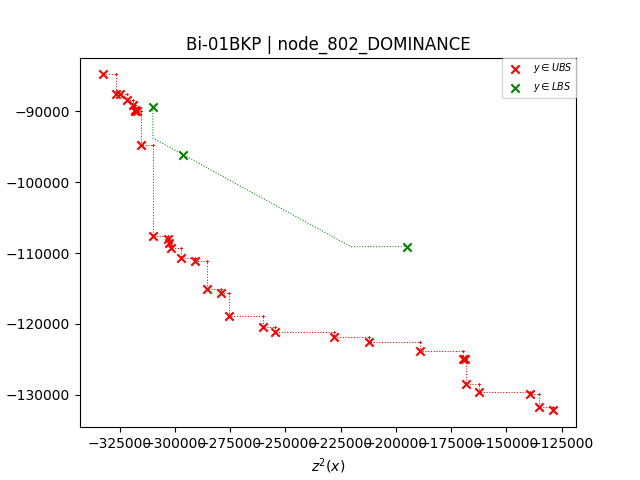 Bi-01BKP | node_802_DOMINANCE
y ∈ UBS
y ∈ LBS
−90000
−100000
−110000
−120000
−130000
−325000 −300000 −275000 −250000 −225000 −200000 −175000 −150000 −125000
z²(x)